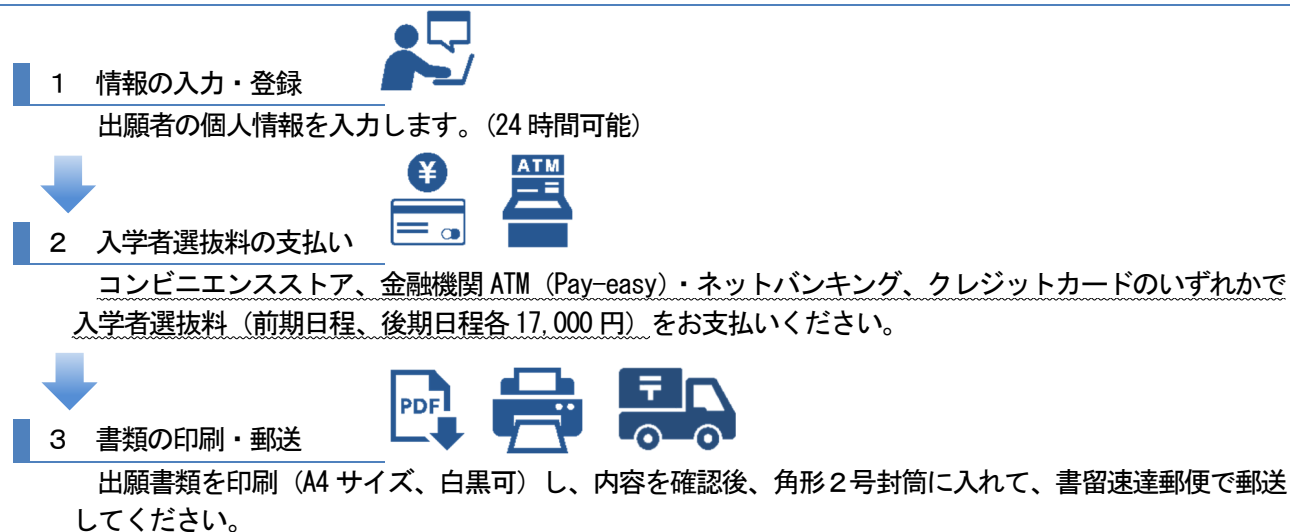 1 情報の入力・登録
出願者の個人情報を入力します。(24時間可能)
¥
ATM
2 入学者選抜料の支払い
コンビニエンスストア、金融機関 ATM（Pay-easy）・ネットバンキング、クレジットカードのいずれかで
入学者選抜料（前期日程、後期日程各 17,000 円）をお支払いください。
PDF
〒
3 書類の印刷・郵送
出願書類を印刷（A4 サイズ、白黒可）し、内容を確認後、角形２号封筒に入れて、書留速達郵便で郵送
してください。